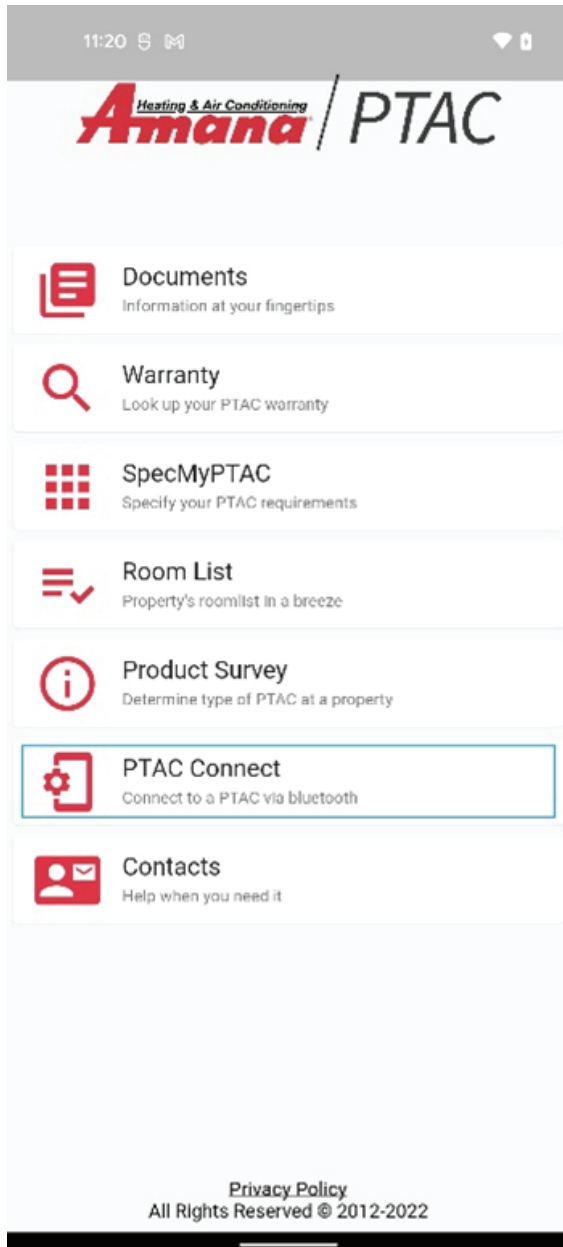 11:20
Heating & Air Conditioning
Amana PTAC
Documents
Information at your fingertips
Warranty
Look up your PTAC warranty
SpecMyPTAC
Specify your PTAC requirements
Room List
Property's roomlist in a breeze
Product Survey
Determine type of PTAC at a property
PTAC Connect
Connect to a PTAC via bluetooth
Contacts
Help when you need it
Privacy Policy
All Rights Reserved © 2012-2022